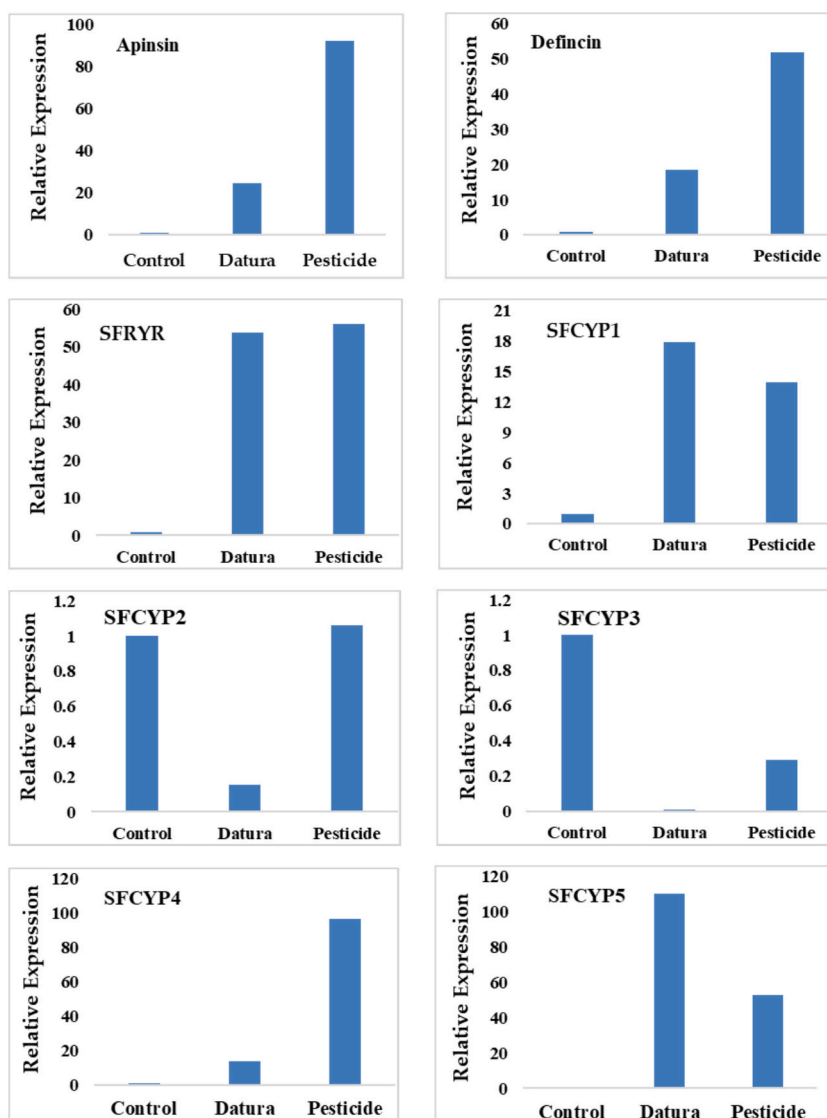 Apinsin
Relative Expression
100
80
60
40
20
0
Control Datura Pesticide
Defincin
Relative Expression
60
50
40
30
20
10
0
Control Datura Pesticide
SFRYR
Relative Expression
60
50
40
30
20
10
0
Control Datura Pesticide
SFCYP1
Relative Expression
21
18
15
12
9
6
3
0
Control Datura Pesticide
SFCYP2
Relative Expression
1.2
1
0.8
0.6
0.4
0.2
0
Control Datura Pesticide
SFCYP3
Relative Expression
1.2
1
0.8
0.6
0.4
0.2
0
Control Datura Pesticide
SFCYP4
Relative Expression
120
100
80
60
40
20
0
Control Datura Pesticide
SFCYP5
Relative Expression
120
100
80
60
40
20
0
Control Datura Pesticide